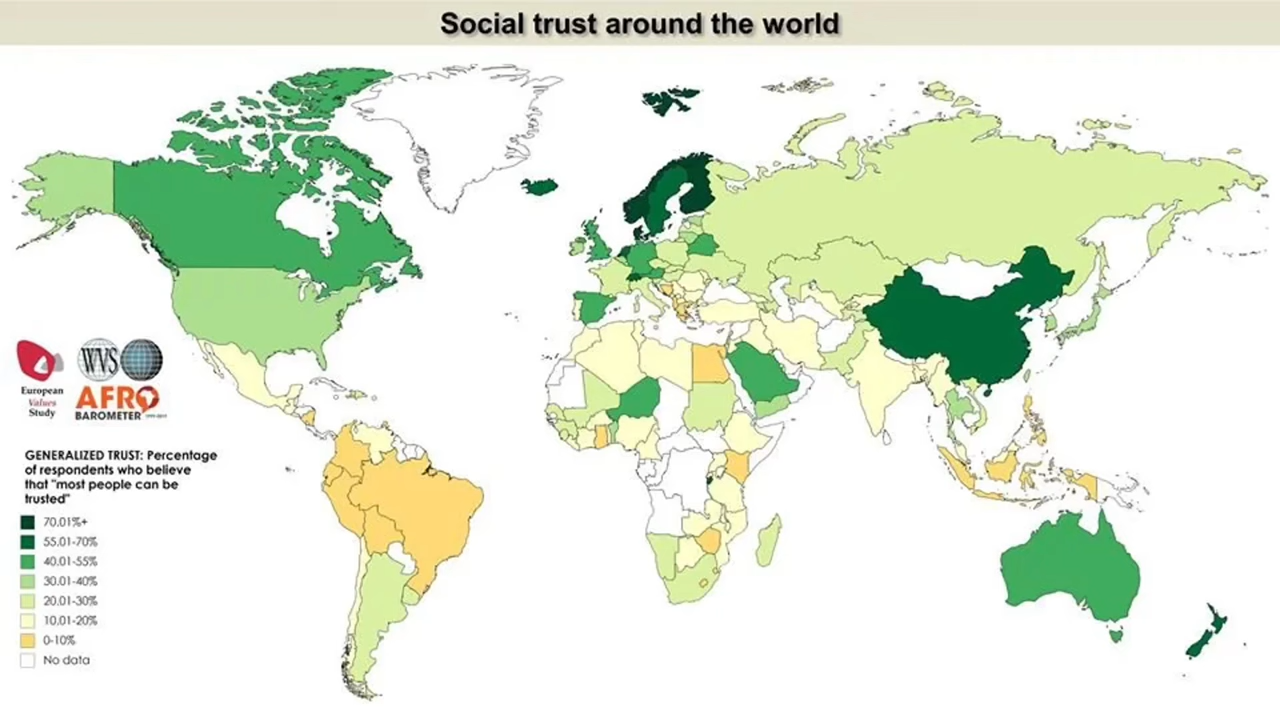 Social trust around the world
European
Values
Study
WVS
AFRO
BAROMETER
GENERALIZED TRUST: Percentage
of respondents who believe
that "most people can be
trusted"
70.01%+
55.01-70%
40.01-55%
30.01-40%
20.01-30%
10.01-20%
0-10%
No data